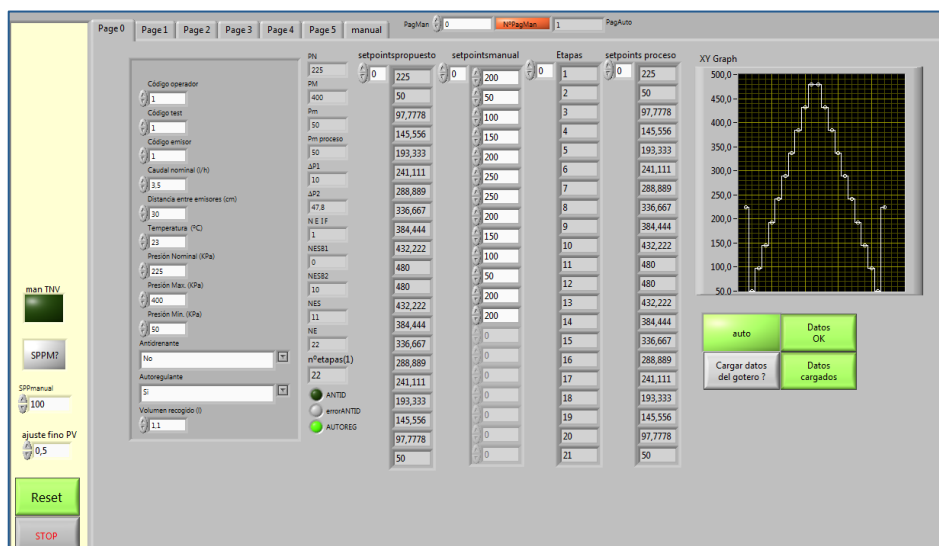 Page 0 Page 1 Page 2 Page 3 Page 4 Page 5 manual
PagMan 0 NºPagMan 1 PagAuto
man TNV
SPPM?
SPPmanual
100
ajuste fino PV
0,5
Reset
STOP
Código operador
1
Código test
1
Código emisor
1
Caudal nominal (l/h)
3,5
Distancia entre emisores (cm)
30
Temperatura (ºC)
23
Presión Nominal (KPa)
225
Presión Max. (KPa)
400
Presión Min. (KPa)
50
Antidrenante
No
Autoregulante
Si
Volumen recogido (l)
1,1
PN
225
PM
400
Pm
50
Pm proceso
50
ΔP1
10
ΔP2
47,8
N E IF
1
NESB1
0
NESB2
10
NES
11
NE
22
nºetapas(1)
22
ANTID
errorANTID
AUTOREG
setpointspropuesto
0
225
50
97,7778
145,556
193,333
241,111
288,889
336,667
384,444
432,222
480
480
432,222
384,444
336,667
288,889
241,111
193,333
145,556
97,7778
50
setpointsmanual
0
200
50
100
150
200
250
250
200
150
100
50
200
200
0
0
0
0
0
0
0
Etapas
0
1
2
3
4
5
6
7
8
9
10
11
12
13
14
15
16
17
18
19
20
21
setpoints proceso
0
225
50
97,7778
145,556
193,333
241,111
288,889
336,667
384,444
432,222
480
480
432,222
384,444
336,667
288,889
241,111
193,333
145,556
97,7778
50
XY Graph
500,0
450,0
400,0
350,0
300,0
250,0
200,0
150,0
100,0
50.0
auto
Datos
OK
Cargar datos
del gotero ?
Datos
cargados